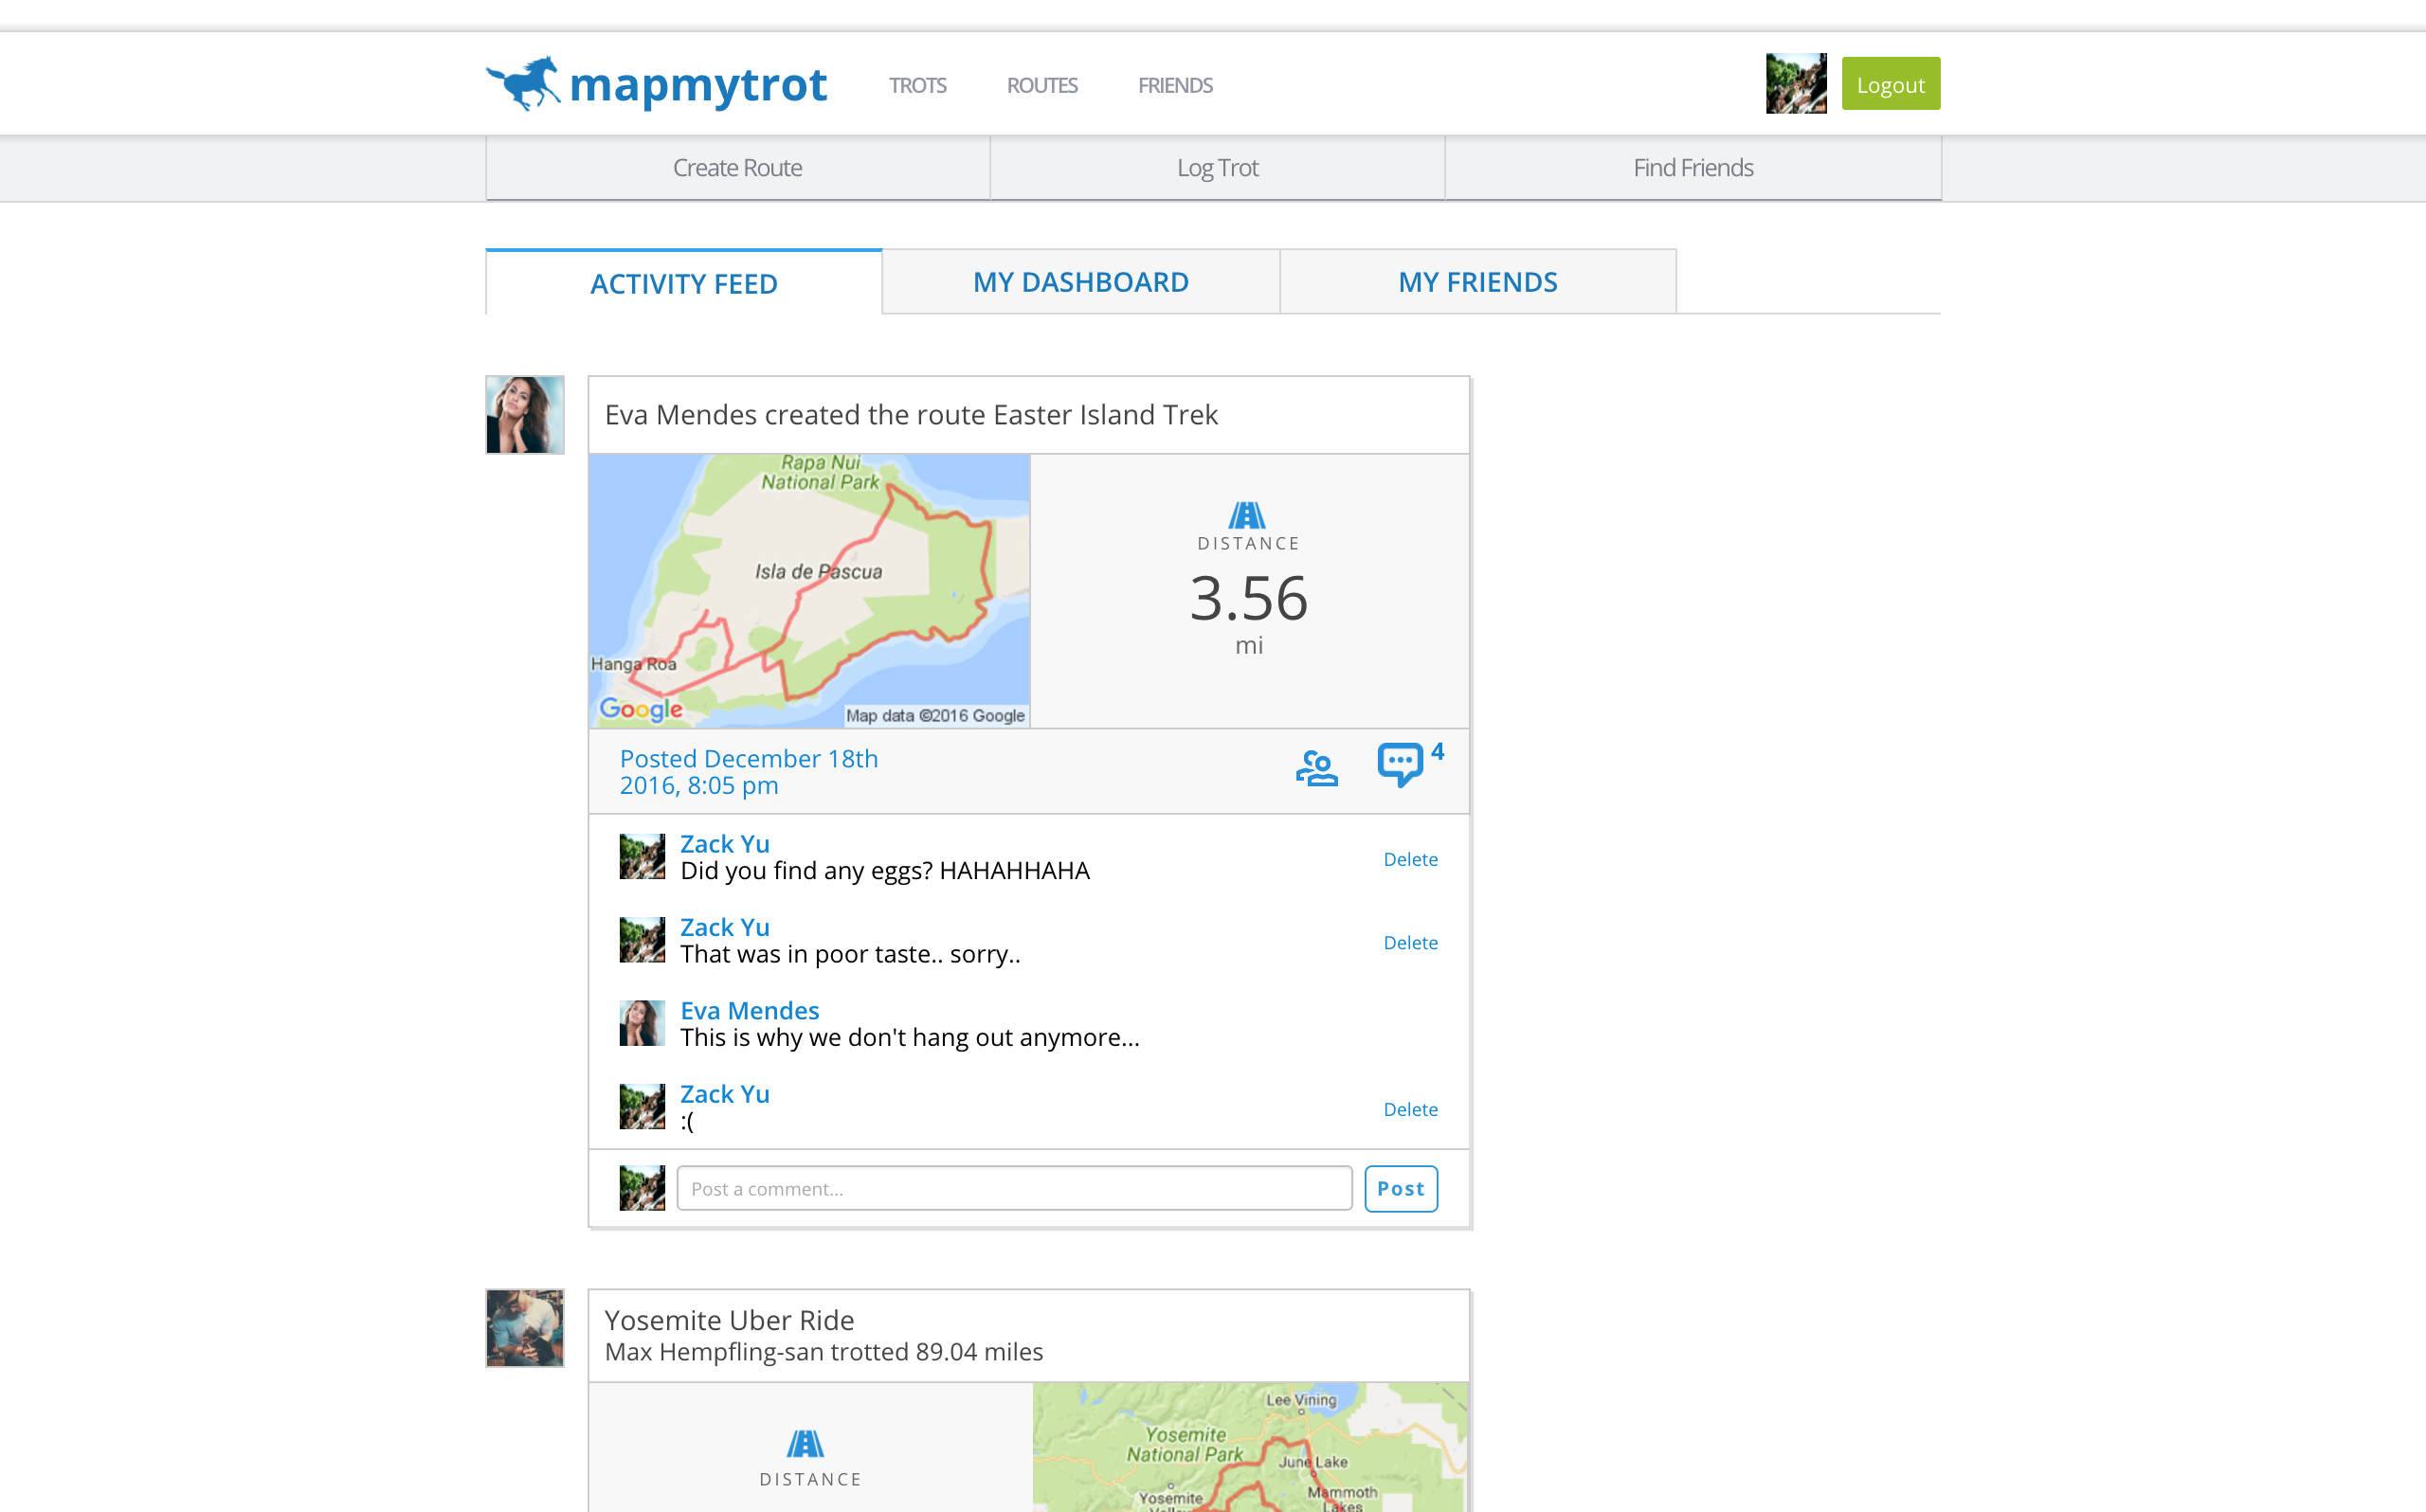 mapmytrot
TROTS
ROUTES
FRIENDS
Logout
Create Route
Log Trot
Find Friends
ACTIVITY FEED
MY DASHBOARD
MY FRIENDS
Eva Mendes created the route Easter Island Trek
Rapa Nui
National Park
Isla de Pascua
Hanga Roa
Google
Map data ©2016 Google
DISTANCE
3.56
mi
Posted December 18th
2016, 8:05 pm
4
Zack Yu
Did you find any eggs? HAHAHHAHA
Delete
Zack Yu
That was in poor taste.. sorry..
Delete
Eva Mendes
This is why we don't hang out anymore...
Zack Yu
:(
Delete
Post a comment...
Post
Yosemite Uber Ride
Max Hempfling-san trotted 89.04 miles
DISTANCE
Lee Vining
Yosemite
National Park
June Lake
Yosemite
Mammoth
Lakes